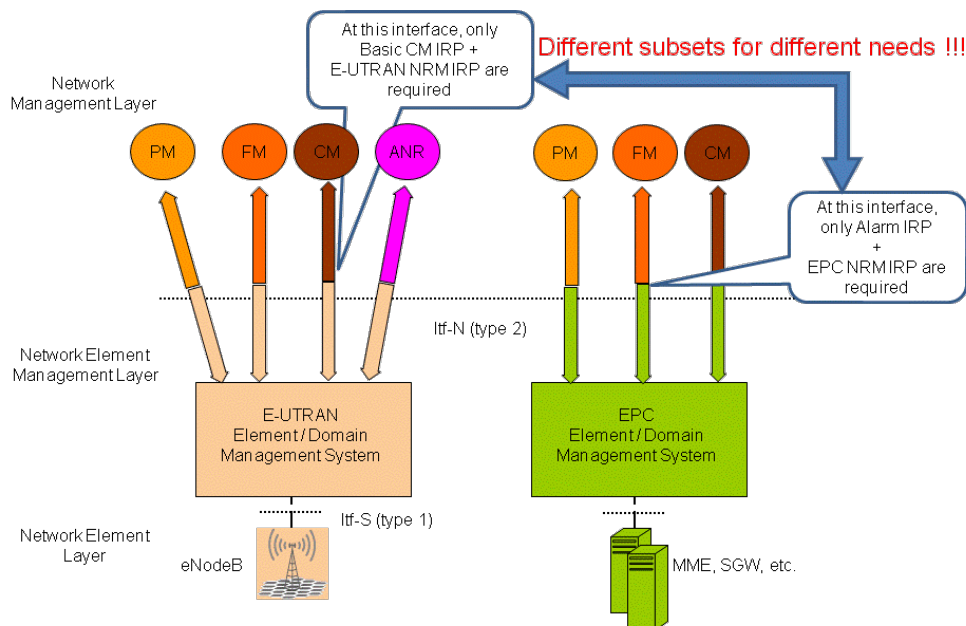 At this interface, only
Basic CM IRP +
E-UTRAN NRM IRP are
required
Different subsets for different needs !!!
Network
Management Layer
PM
FM
CM
ANR
PM
FM
CM
At this interface,
only Alarm IRP
+
EPC NRM IRP are
required
Itf-N (type 2)
Network Element
Management Layer
E-UTRAN
Element / Domain
Management System
EPC
Element / Domain
Management System
Itf-S (type 1)
Network Element
Layer
eNodeB
MME, SGW, etc.